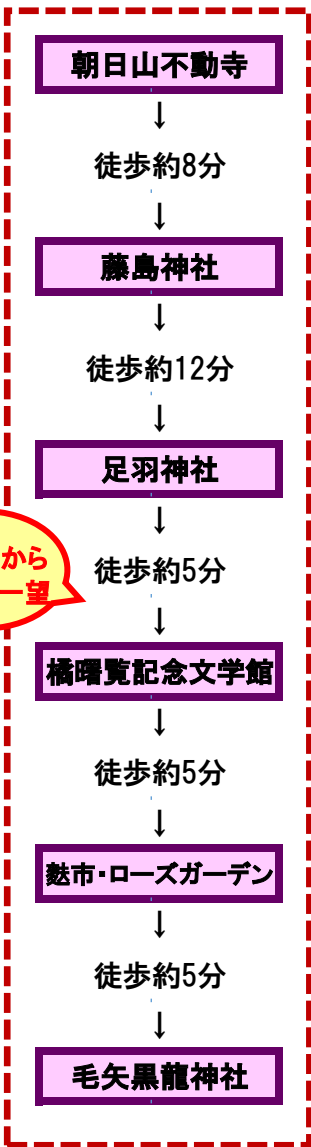 朝日山不動寺
↓
徒歩約8分
↓
藤島神社
↓
徒歩約12分
↓
足羽神社
↓
徒歩約5分
↓
から
一望
橘曙覧記念文学館
↓
徒歩約5分
↓
麩市・ローズガーデン
↓
徒歩約5分
↓
毛矢黒龍神社